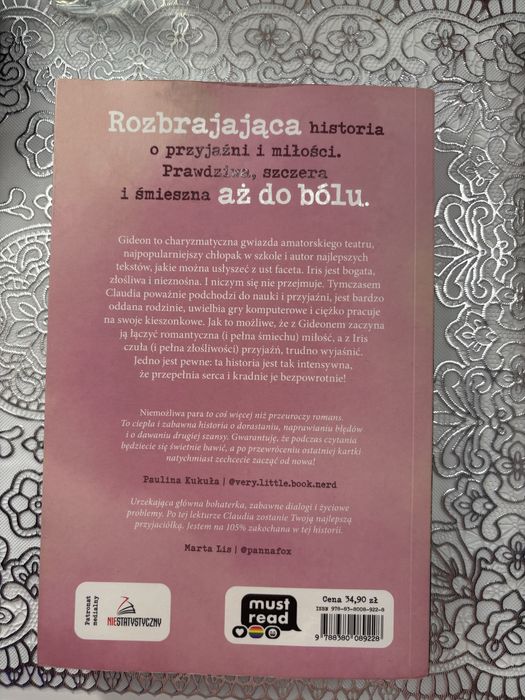 Rozbrajająca historia
o przyjaźni i miłości.
Prawdziwa, szczera
i śmieszna aż do bólu.
Gideon to charyzmatyczna gwiazda amatorskiego teatru,
najpopularniejszy chłopak w szkole i autor najlepszych
tekstów, jakie można usłyszeć z ust faceta. Iris jest bogata,
złośliwa i nieznośna. I niczym się nie przejmuje. Tymczasem
Claudia poważnie podchodzi do nauki i przyjaźni, jest bardzo
oddana rodzinie, uwielbia gry komputerowe i ciężko pracuje
na swoje kieszonkowe. Jak to możliwe, że z Gideonem zaczyna
ją łączyć romantyczna (i pełna śmiechu) miłość, a z Iris
czuła (i pełna złośliwości) przyjaźń, trudno wyjaśnić.
Jedno jest pewne: ta historia jest tak intensywna,
że przepełnia serca i kradnie je bezpowrotnie!
Niemożliwa para to coś więcej niż przeuroczy romans.
To ciepła i zabawna historia o dorastaniu, naprawianiu błędów
i o dawaniu drugiej szansy. Gwarantuję, że podczas czytania
będziecie się świetnie bawić, a po przewróceniu ostatniej kartki
natychmiast zechcecie zacząć od nowa!
Paulina Kukuła | @very.little.book.nerd
Urzekająca główna bohaterka, zabawne dialogi i życiowe
problemy. Po tej lekturze Claudia zostanie Twoją najlepszą
przyjaciółką. Jestem na 105% zakochana w tej historii.
Marta Lis | @pannafox
Patronat
medialny
NIESTATYSTYCZNY
must
read
Cena 34,90 zł
ISBN 978-83-8008-922-8
9 788380 089228